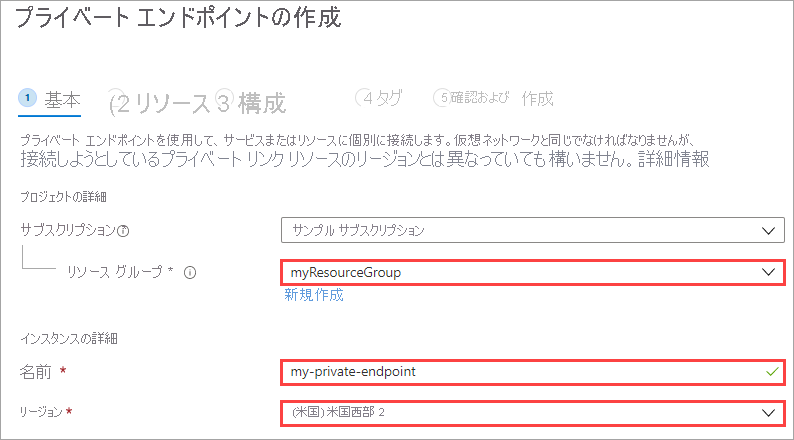 プライベート エンドポイントの作成
1 基本 (2 リソース 3 構成 4 タグ 5 確認および 作成
プライベート エンドポイントを使用して、サービスまたはリソースに個別に接続します。仮想ネットワークと同じでなければなりませんが、
接続しようとしているプライベート リンク リソースのリージョンとは異なっていても構いません。詳細情報
プロジェクトの詳細
サブスクリプション サンプル サブスクリプション
リソース グループ * myResourceGroup
新規作成
インスタンスの詳細
名前 * my-private-endpoint
リージョン * (米国) 米国西部 2